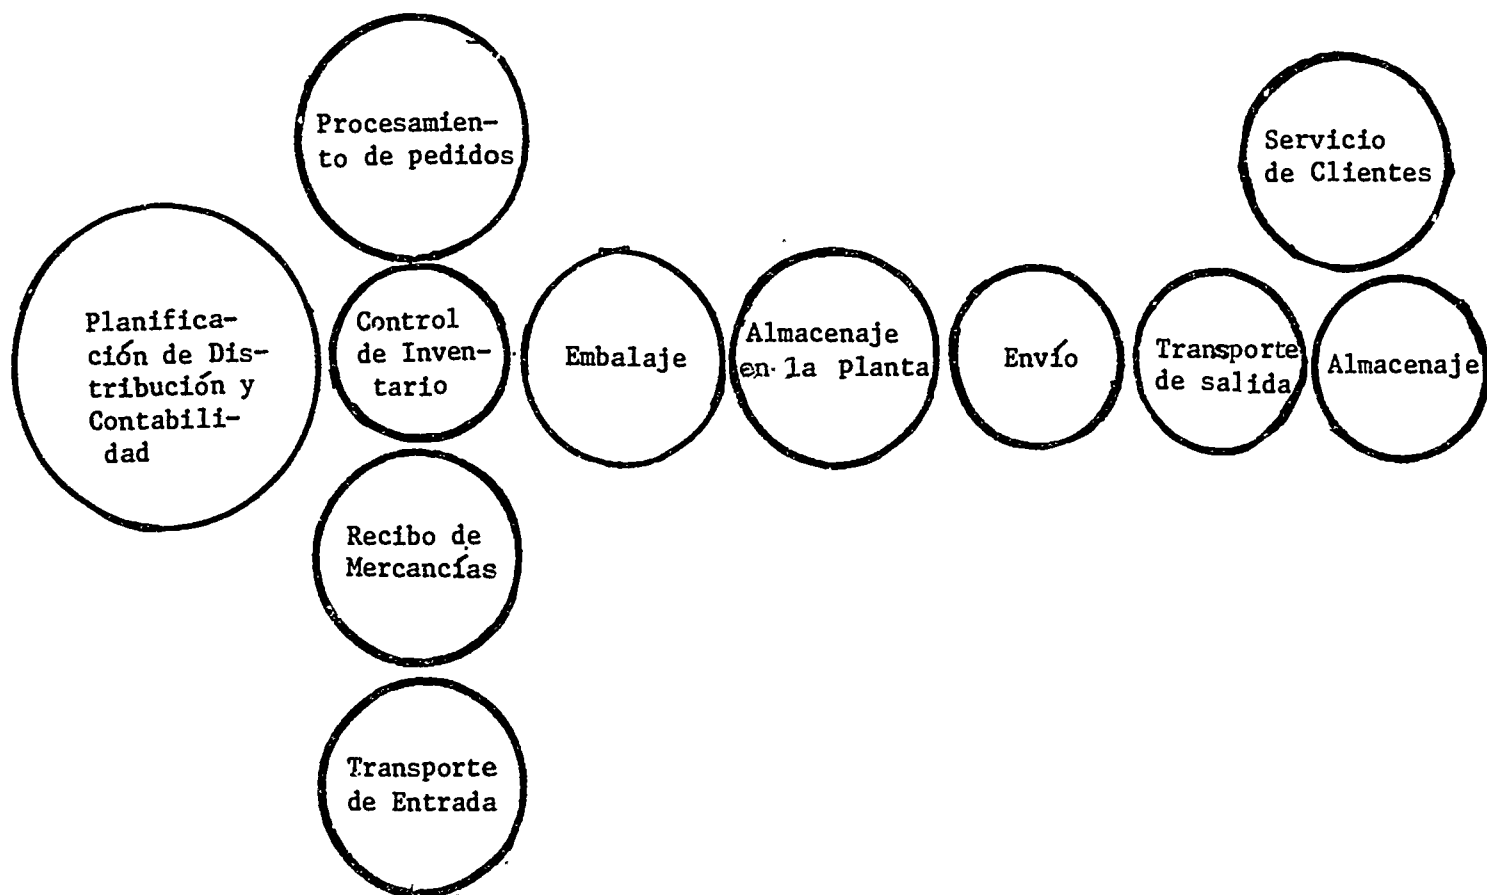 Procesamien-
to de pedidos
Servicio
de Clientes
Planifica-
ción de Dis-
tribución y
Contabili-
dad
Control
de Inven-
tario
Embalaje
Almacenaje
en la planta
Envío
Transporte
de salida
Almacenaje
Recibo de
Mercancías
Transporte
de Entrada